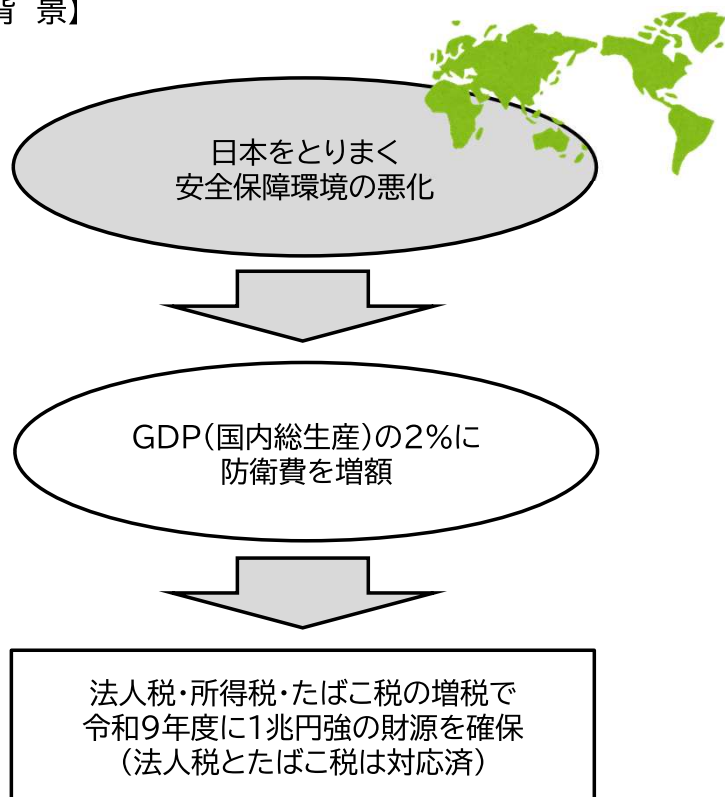 背 景】
日本をとりまく
安全保障環境の悪化
GDP(国内総生産)の2%に
防衛費を増額
法人税・所得税・たばこ税の増税で
令和9年度に1兆円強の財源を確保
(法人税とたばこ税は対応済)